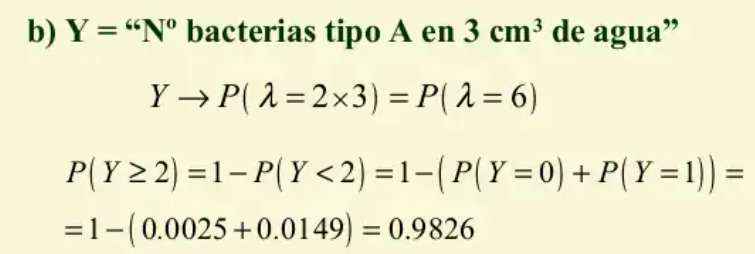 b) Y = “Nº bacterias tipo A en 3 cm³ de agua”
Y → P( λ = 2×3) = P( λ = 6)
P( Y ≥ 2) = 1 − P( Y < 2) = 1 − ( P( Y = 0) + P( Y = 1)) =
= 1 − ( 0.0025 + 0.0149) = 0.9826